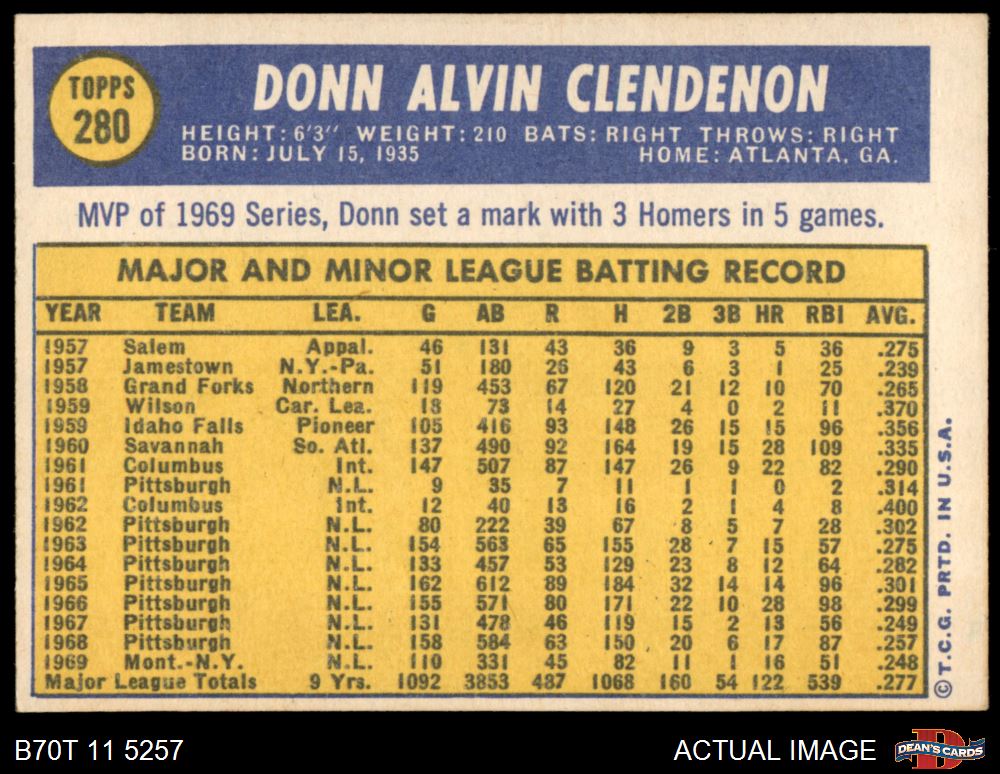 TOPPS
280
DONN ALVIN CLENDENON
HEIGHT: 6'3" WEIGHT: 210 BATS: RIGHT THROWS: RIGHT
BORN: JULY 15, 1935 HOME: ATLANTA, GA.
MVP of 1969 Series, Donn set a mark with 3 Homers in 5 games.
MAJOR AND MINOR LEAGUE BATTING RECORD
YEAR TEAM LEA. G AB R H 2B 3B HR RBI AVG.
1957 Salem Appal. 46 131 43 36 9 3 5 36 .275
1957 Jamestown N.Y.-Pa. 51 180 26 43 6 3 1 25 .239
1958 Grand Forks Northern 119 453 67 120 21 12 10 70 .265
1959 Wilson Car. Lea. 18 73 14 27 4 0 2 11 .370
1959 Idaho Falls Pioneer 105 416 93 148 26 15 15 96 .356
1960 Savannah So. Atl. 137 490 92 164 19 15 28 109 .335
1961 Columbus Int. 147 507 87 147 26 9 22 82 .290
1961 Pittsburgh N.L. 9 35 7 11 1 1 0 2 .314
1962 Columbus Int. 12 40 13 16 2 1 4 8 .400
1962 Pittsburgh N.L. 80 222 39 67 8 5 7 28 .302
1963 Pittsburgh N.L. 154 563 65 155 28 7 15 57 .275
1964 Pittsburgh N.L. 133 457 53 129 23 8 12 64 .282
1965 Pittsburgh N.L. 162 612 89 184 32 14 14 96 .301
1966 Pittsburgh N.L. 155 571 80 171 22 10 28 98 .299
1967 Pittsburgh N.L. 131 478 46 119 15 2 13 56 .249
1968 Pittsburgh N.L. 158 584 63 150 20 6 17 87 .257
1969 Mont.-N.Y. N.L. 110 331 45 82 11 1 16 51 .248
Major League Totals 9 Yrs. 1092 3853 487 1068 160 54 122 539 .277
©T.C.G. PRTD. IN U.S.A.
B70T 11 5257
ACTUAL IMAGE
DEAN'S CARDS